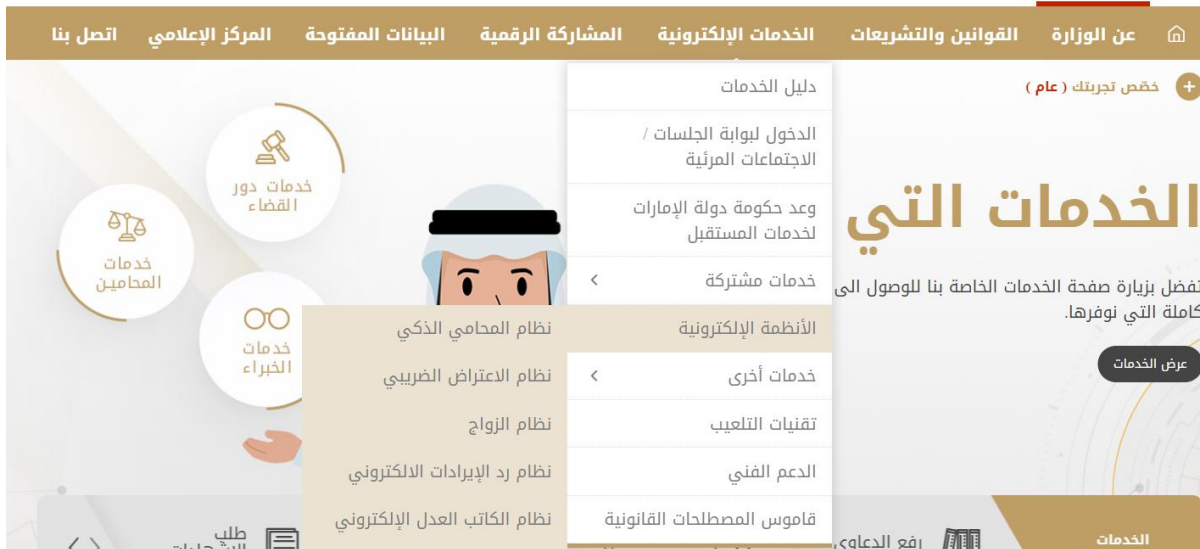 عن الوزارة
القوانين والتشريعات
الخدمات الإلكترونية
المشاركة الرقمية
البيانات المفتوحة
المركز الإعلامي
اتصل بنا
خصّص تجربتك ( عام )
الخدمات التي
تفضل بزيارة صفحة الخدمات الخاصة بنا للوصول الى
كاملة التي نوفرها.
عرض الخدمات
دليل الخدمات
الدخول لبوابة الجلسات /
الاجتماعات المرئية
وعد حكومة دولة الإمارات
لخدمات المستقبل
خدمات مشتركة
الأنظمة الإلكترونية
خدمات أخرى
تقنيات التلعيب
الدعم الفني
قاموس المصطلحات القانونية
نظام المحامي الذكي
نظام الاعتراض الضريبي
نظام الزواج
نظام رد الإيرادات الالكتروني
نظام الكاتب العدل الإلكتروني
خدمات دور
القضاء
خدمات
المحامين
خدمات
الخبراء
الخدمات
رفع الدعاوى
طلب